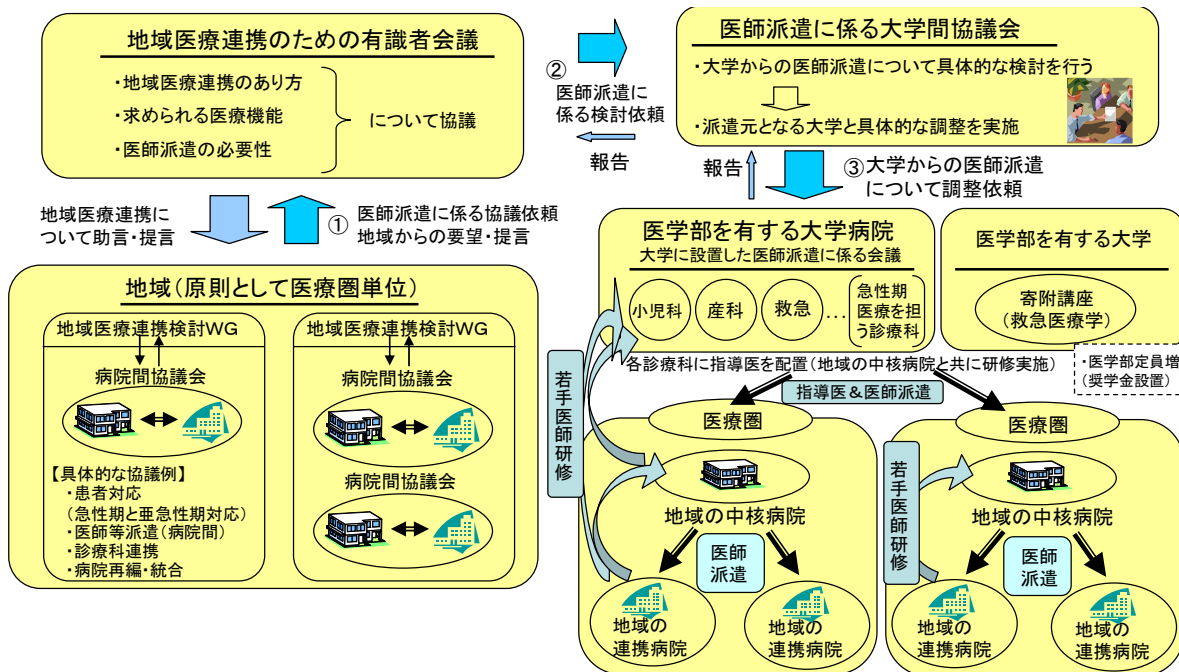 地域医療連携のための有識者会議
・地域医療連携のあり方
・求められる医療機能
・医師派遣の必要性
について協議
②
医師派遣に
係る検討依頼
報告
医師派遣に係る大学間協議会
・大学からの医師派遣について具体的な検討を行う
・派遣元となる大学と具体的な調整を実施
報告
③大学からの医師派遣
について調整依頼
地域医療連携に
ついて助言・提言
①
医師派遣に係る協議依頼
地域からの要望・提言
地域（原則として医療圏単位）
地域医療連携検討WG
病院間協議会
【具体的な協議例】
・患者対応
（急性期と亜急性期対応）
・医師等派遣（病院間）
・診療科連携
・病院再編・統合
地域医療連携検討WG
病院間協議会
病院間協議会
医学部を有する大学病院
大学に設置した医師派遣に係る会議
小児科
産科
救急
…
急性期
医療を担
う診療科
医学部を有する大学
寄附講座
（救急医療学）
・医学部定員増
（奨学金設置）
各診療科に指導医を配置（地域の中核病院と共に研修実施）
指導医＆医師派遣
若手医師研修
医療圏
地域の中核病院
医師
派遣
地域の
連携病院
地域の
連携病院
若手医師研修
医療圏
地域の中核病院
医師
派遣
地域の
連携病院
地域の
連携病院